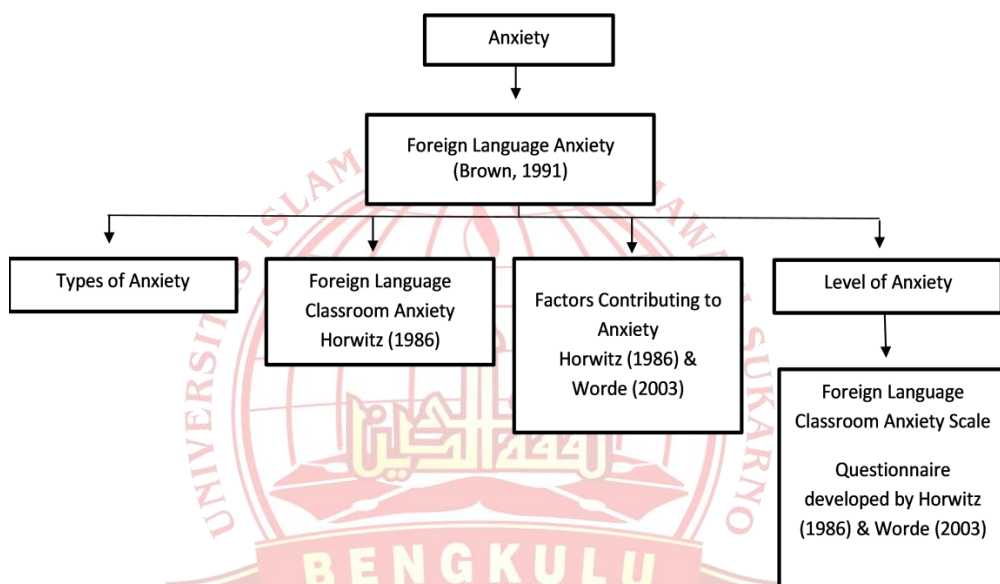 Anxiety
Foreign Language Anxiety
(Brown, 1991)
Types of Anxiety
Foreign Language
Classroom Anxiety
Horwitz (1986)
Factors Contributing to
Anxiety
Horwitz (1986) &
Worde (2003)
Level of Anxiety
Foreign Language
Classroom Anxiety Scale
Questionnaire
developed by Horwitz
(1986) & Worde (2003)
ISLAM
SUKARNO
BENGKULU